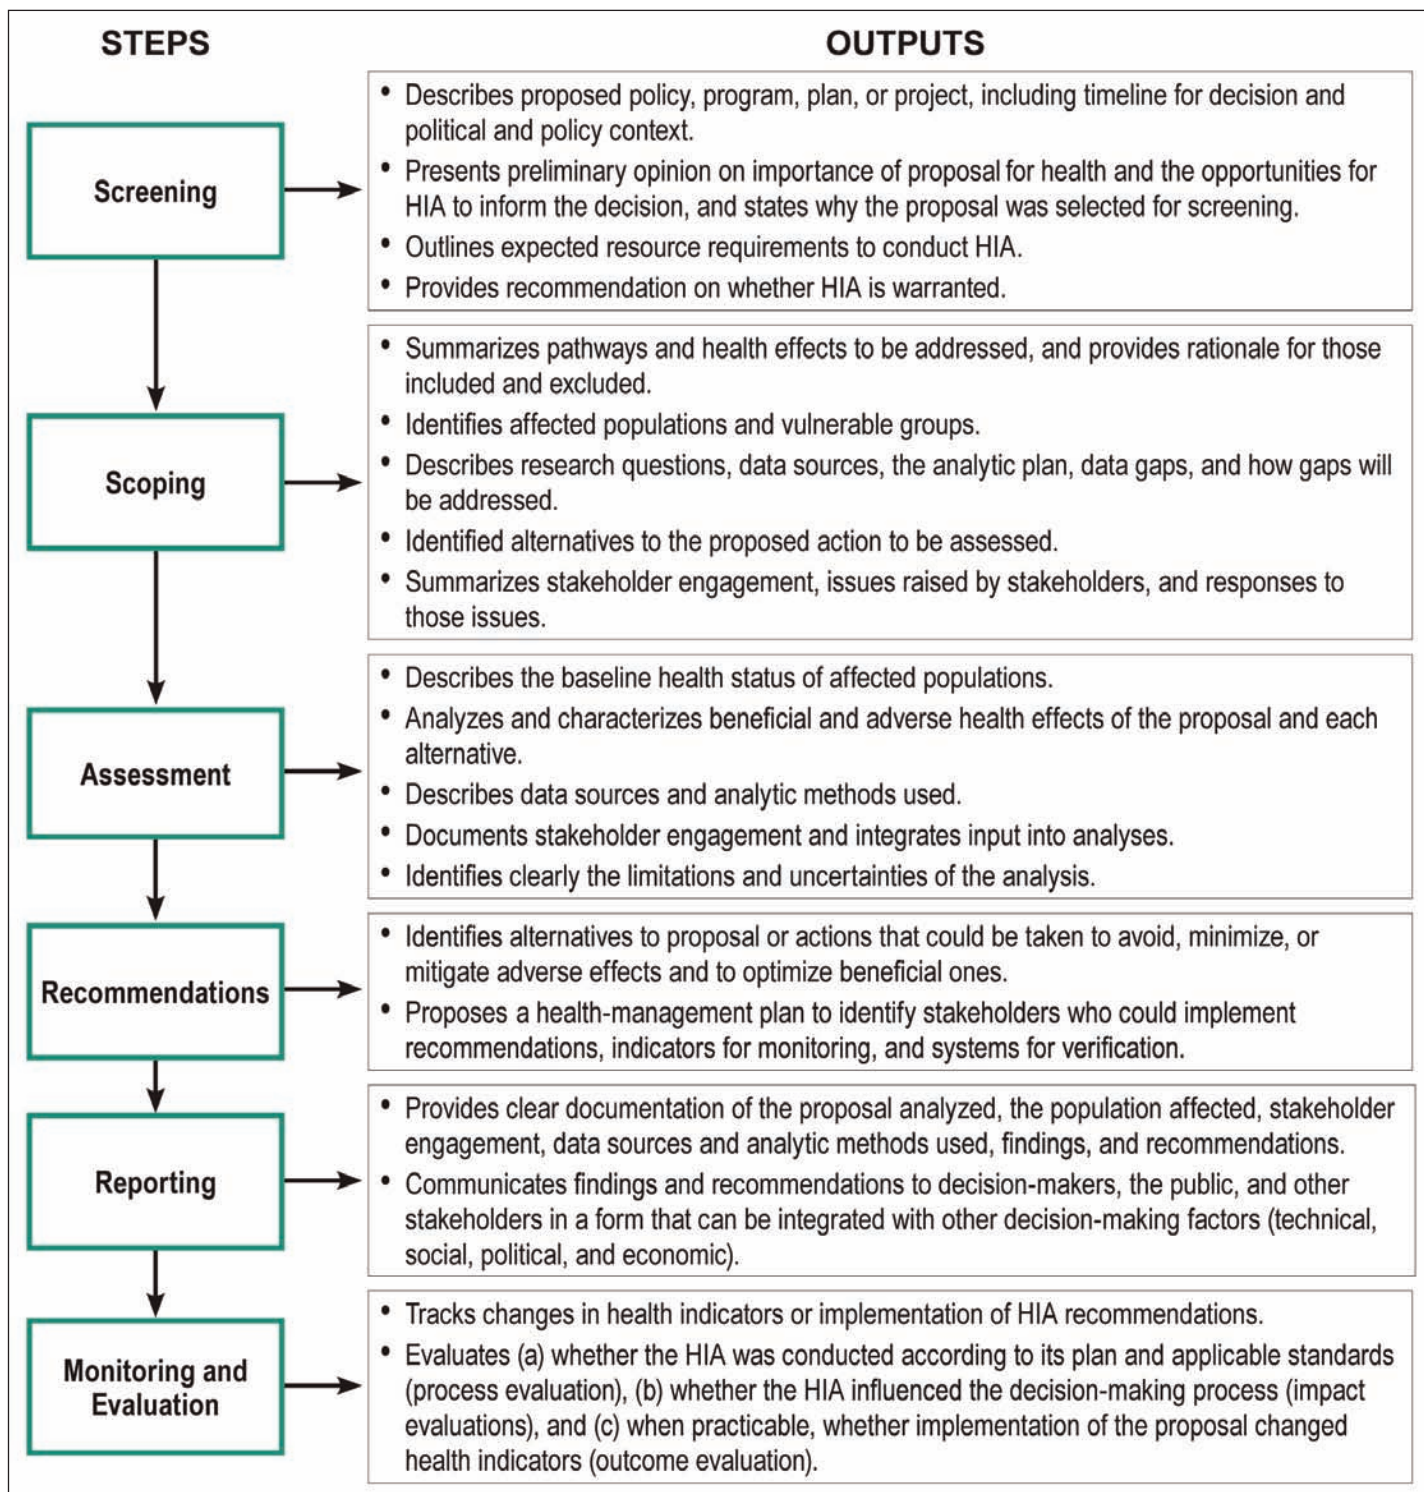 STEPS
OUTPUTS
Screening
• Describes proposed policy, program, plan, or project, including timeline for decision and
political and policy context.
• Presents preliminary opinion on importance of proposal for health and the opportunities for
HIA to inform the decision, and states why the proposal was selected for screening.
• Outlines expected resource requirements to conduct HIA.
• Provides recommendation on whether HIA is warranted.
Scoping
• Summarizes pathways and health effects to be addressed, and provides rationale for those
included and excluded.
• Identifies affected populations and vulnerable groups.
• Describes research questions, data sources, the analytic plan, data gaps, and how gaps will
be addressed.
• Identified alternatives to the proposed action to be assessed.
• Summarizes stakeholder engagement, issues raised by stakeholders, and responses to
those issues.
Assessment
• Describes the baseline health status of affected populations.
• Analyzes and characterizes beneficial and adverse health effects of the proposal and each
alternative.
• Describes data sources and analytic methods used.
• Documents stakeholder engagement and integrates input into analyses.
• Identifies clearly the limitations and uncertainties of the analysis.
Recommendations
• Identifies alternatives to proposal or actions that could be taken to avoid, minimize, or
mitigate adverse effects and to optimize beneficial ones.
• Proposes a health-management plan to identify stakeholders who could implement
recommendations, indicators for monitoring, and systems for verification.
Reporting
• Provides clear documentation of the proposal analyzed, the population affected, stakeholder
engagement, data sources and analytic methods used, findings, and recommendations.
• Communicates findings and recommendations to decision-makers, the public, and other
stakeholders in a form that can be integrated with other decision-making factors (technical,
social, political, and economic).
Monitoring and
Evaluation
• Tracks changes in health indicators or implementation of HIA recommendations.
• Evaluates (a) whether the HIA was conducted according to its plan and applicable standards
(process evaluation), (b) whether the HIA influenced the decision-making process (impact
evaluations), and (c) when practicable, whether implementation of the proposal changed
health indicators (outcome evaluation).